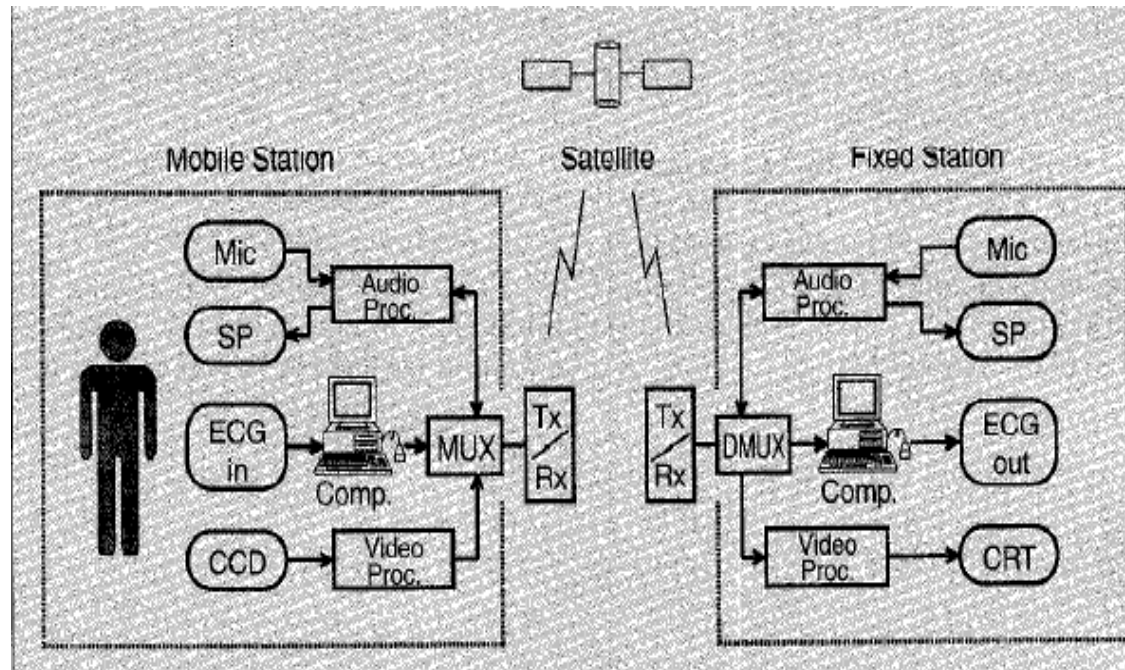 Mobile Station
Satellite
Fixed Station
Mic
Audio
Proc.
SP
ECG
in
Comp.
MUX
Tx
Rx
CCD
Video
Proc.
Mic
Audio
Proc.
SP
Tx
Rx
DMUX
Comp.
ECG
out
Video
Proc.
CRT